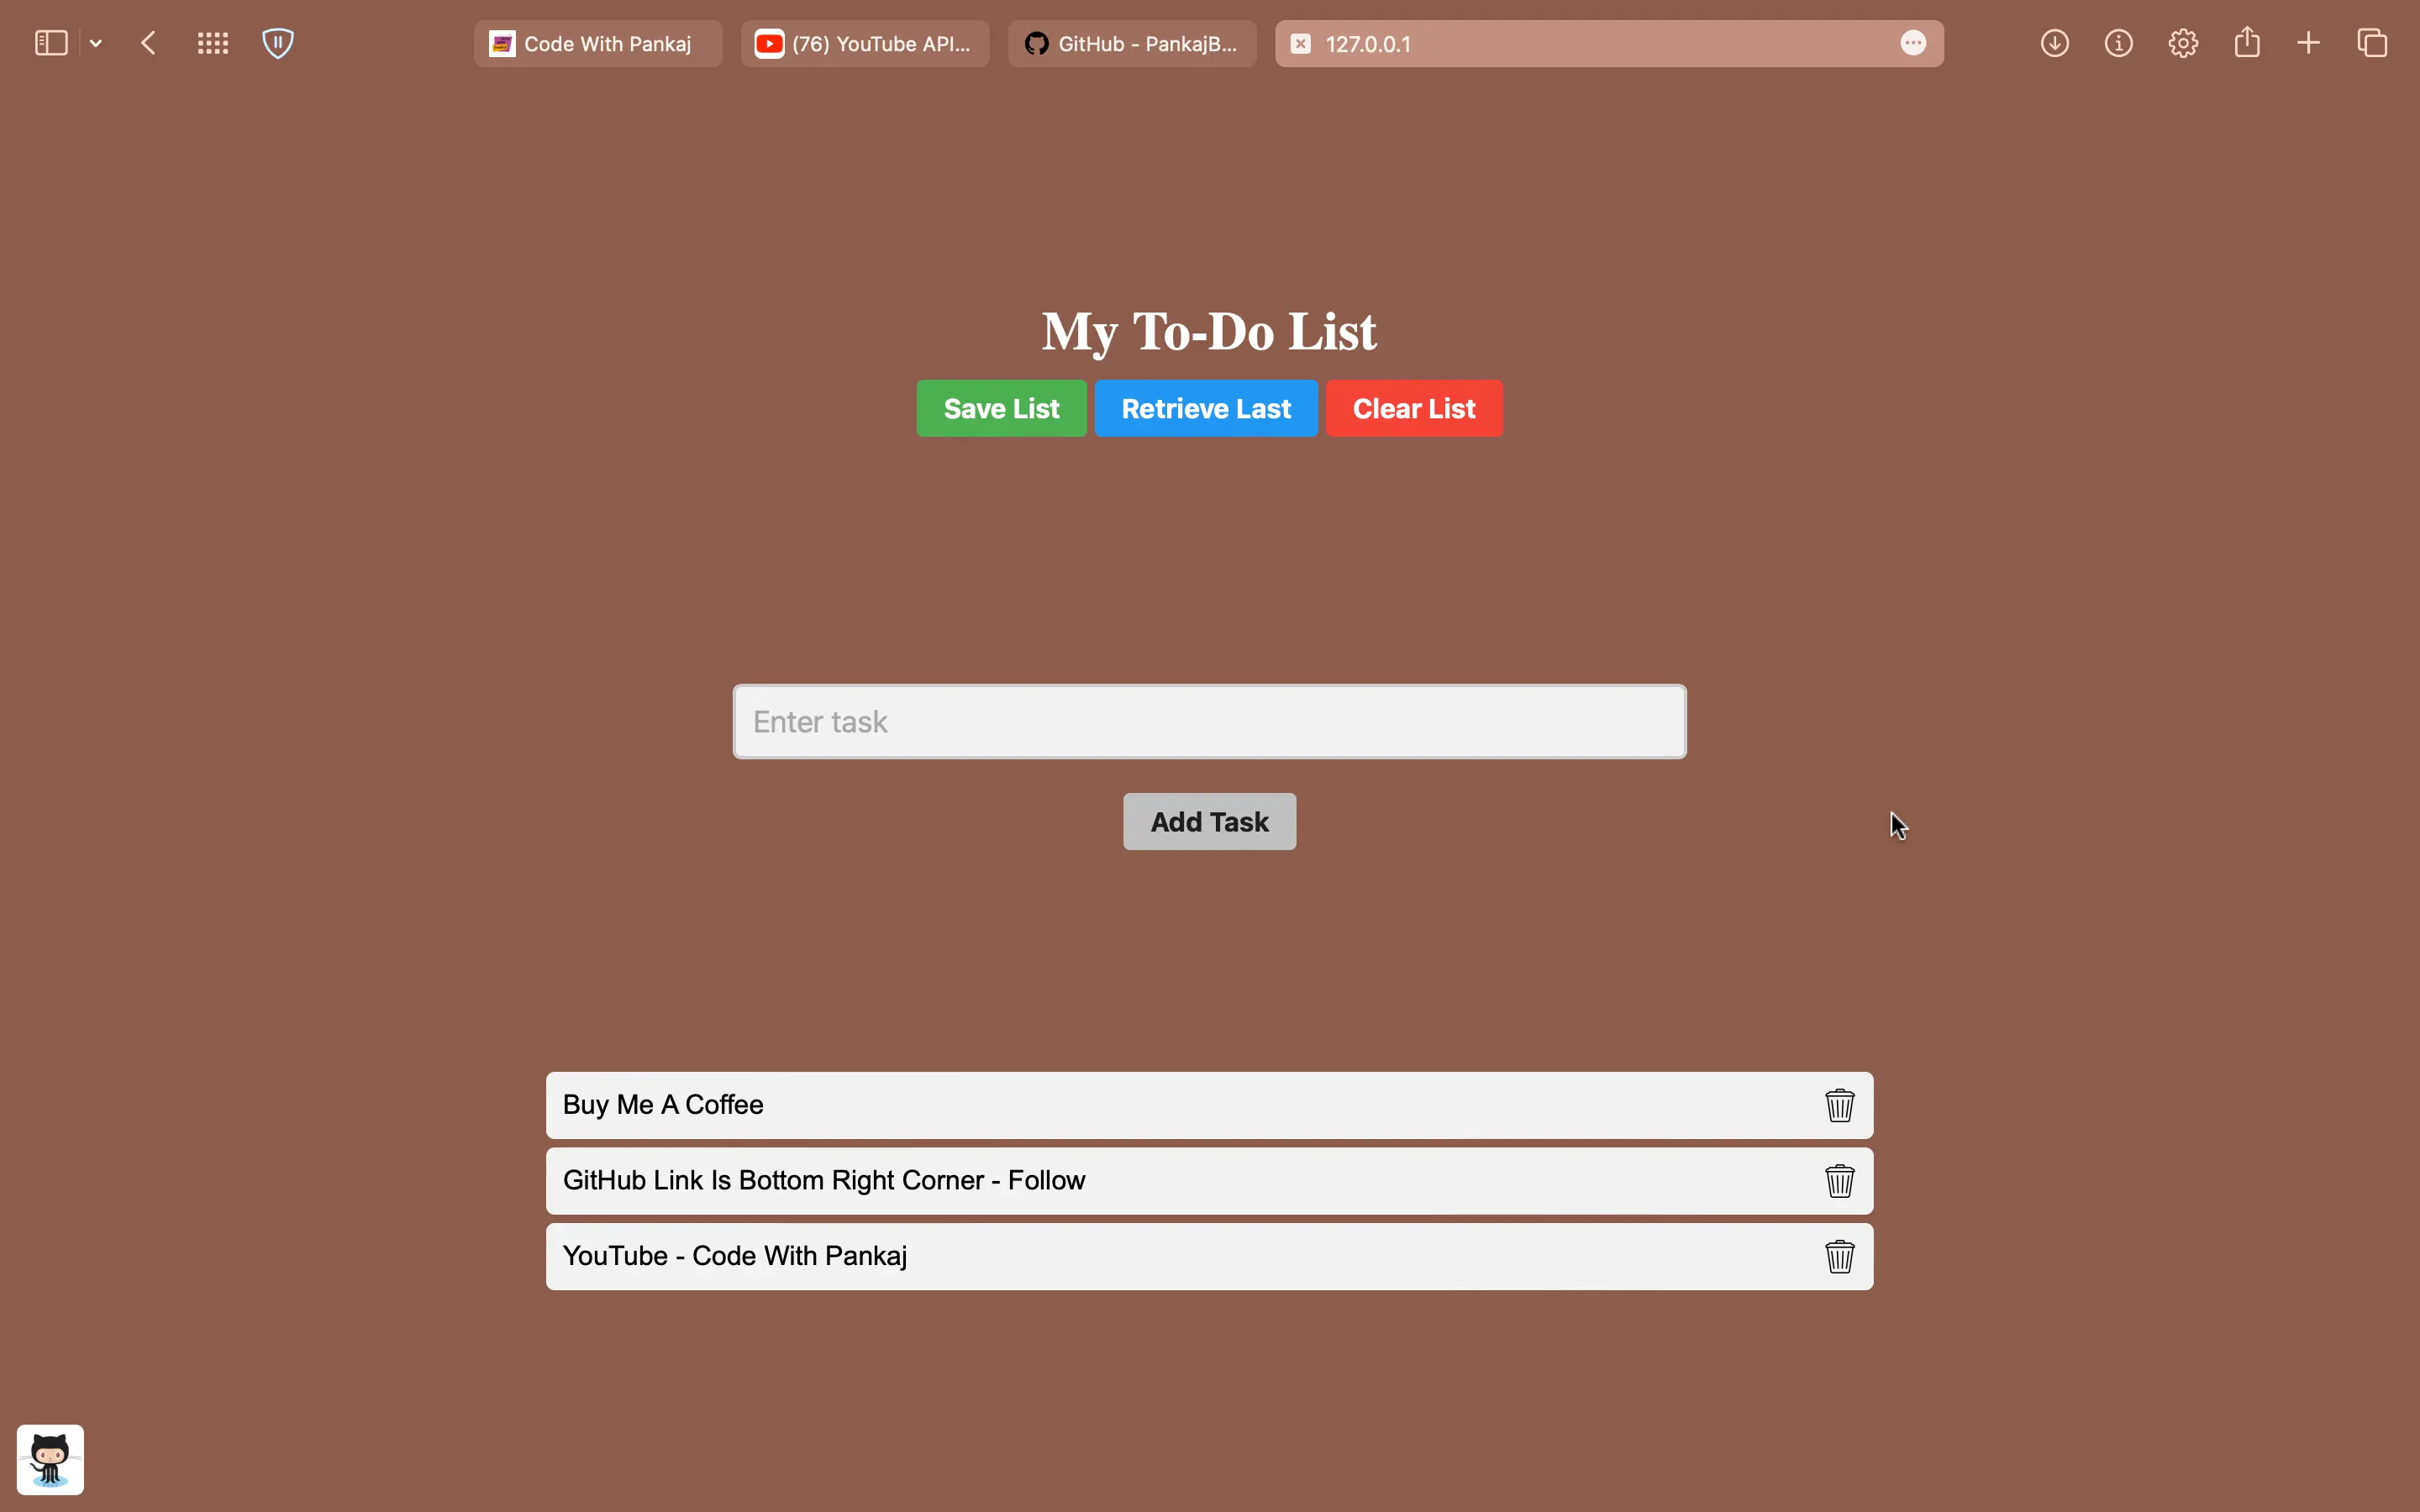 Code With Pankaj
(76) YouTube API...
GitHub - PankajB...
127.0.0.1
My To-Do List
Save List
Retrieve Last
Clear List
Enter task
Add Task
Buy Me A Coffee
GitHub Link Is Bottom Right Corner - Follow
YouTube - Code With Pankaj